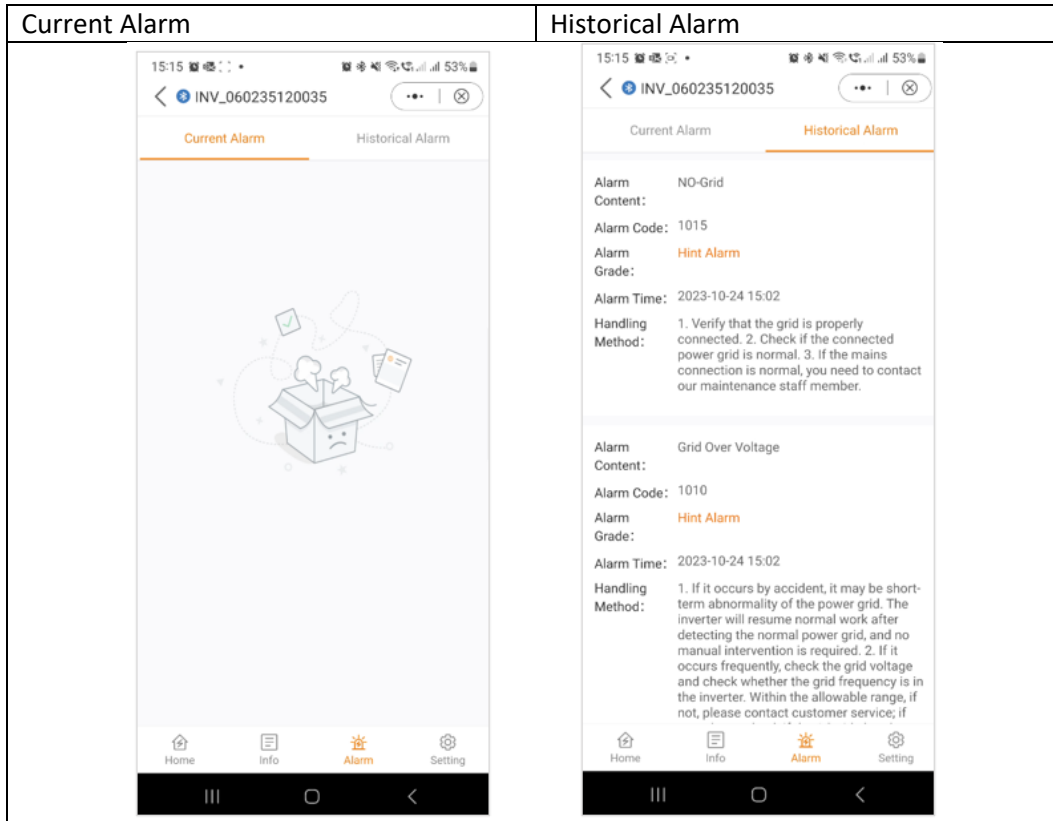 Current Alarm
Historical Alarm
15:15
53%
INV_060235120035
Current Alarm
Historical Alarm
Home
Info
Alarm
Setting
15:15
53%
INV_060235120035
Current Alarm
Historical Alarm
Alarm Content:
NO-Grid
Alarm Code:
1015
Alarm Grade:
Hint Alarm
Alarm Time:
2023-10-24 15:02
Handling Method:
1. Verify that the grid is properly
connected. 2. Check if the connected
power grid is normal. 3. If the mains
connection is normal, you need to contact
our maintenance staff member.
Alarm Content:
Grid Over Voltage
Alarm Code:
1010
Alarm Grade:
Hint Alarm
Alarm Time:
2023-10-24 15:02
Handling Method:
1. If it occurs by accident, it may be short-
term abnormality of the power grid. The
inverter will resume normal work after
detecting the normal power grid, and no
manual intervention is required. 2. If it
occurs frequently, check the grid voltage
and check whether the grid frequency is in
the inverter. Within the allowable range, if
not, please contact customer service; if
Home
Info
Alarm
Setting